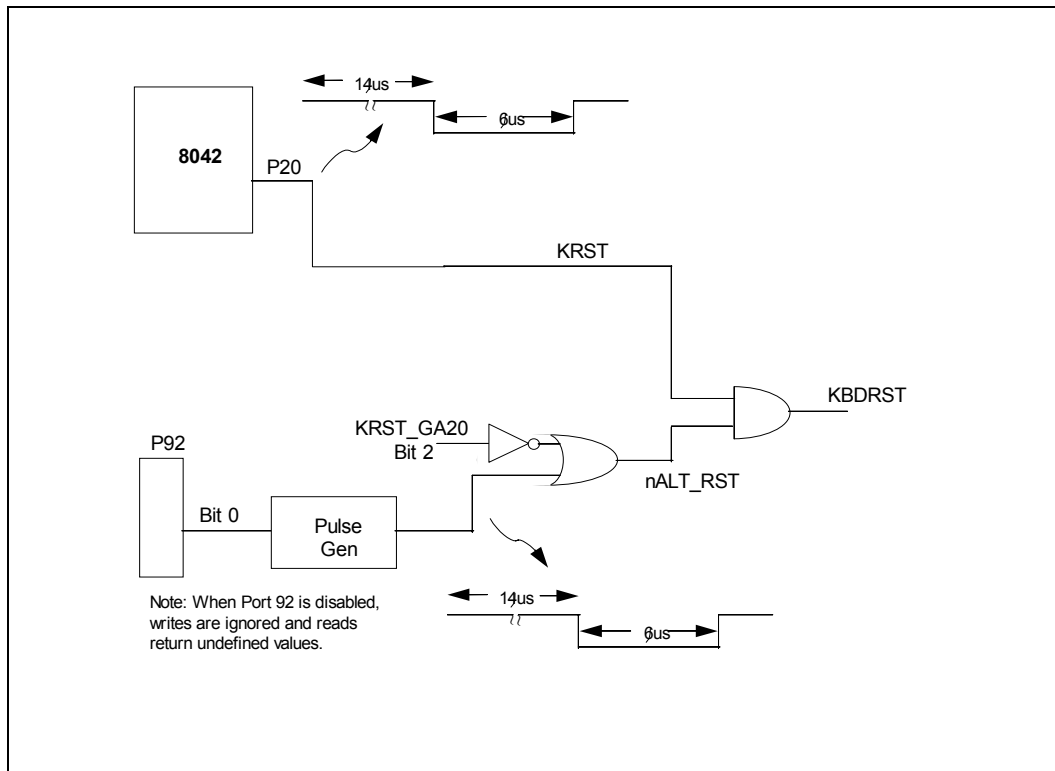 14us
6us
8042
P20
KRST
KBDRST
KRST_GA20
Bit 2
P92
nALT_RST
Bit 0
Pulse
Gen
14us
6us
Note: When Port 92 is disabled,
writes are ignored and reads
return undefined values.